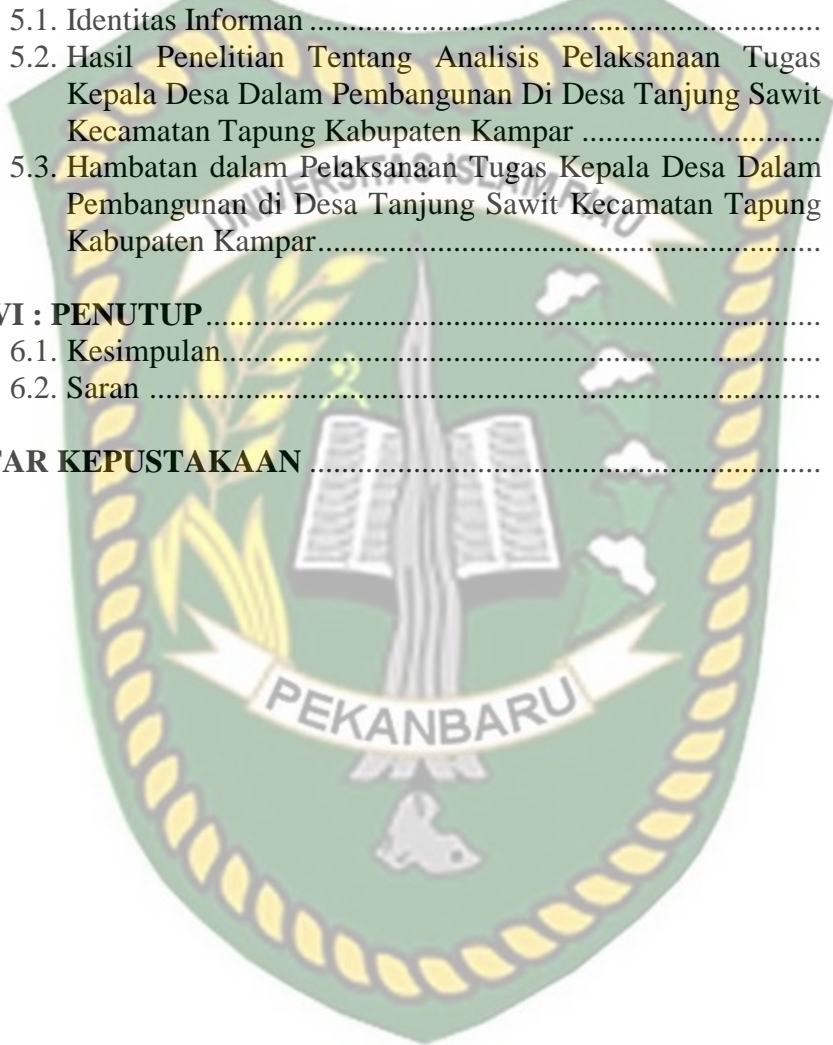 5.1. Identitas Informan ................................................................
5.2. Hasil Penelitian Tentang Analisis Pelaksanaan Tugas
Kepala Desa Dalam Pembangunan Di Desa Tanjung Sawit
Kecamatan Tapung Kabupaten Kampar ............................
5.3. Hambatan dalam Pelaksanaan Tugas Kepala Desa Dalam
Pembangunan di Desa Tanjung Sawit Kecamatan Tapung
Kabupaten Kampar............................................................
VI : PENUTUP..........................................................................
6.1. Kesimpulan........................................................................
6.2. Saran ................................................................................
TAR KEPUSTAKAAN ..............................................................
UNIVERSITAS ISLAM RIAU
PEKANBARU